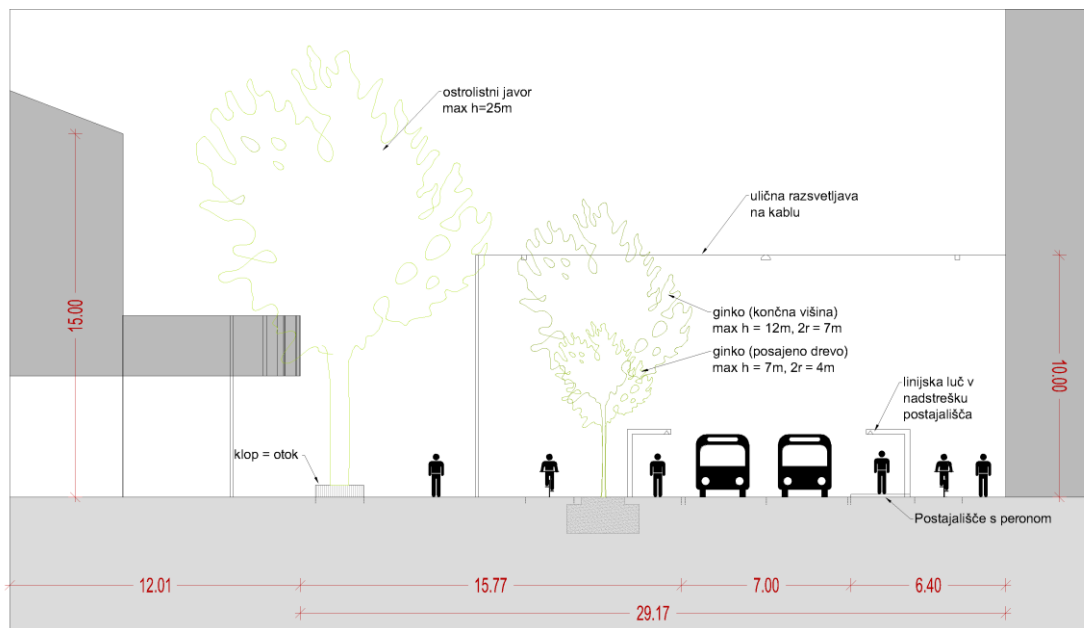 ostrolistni javor
max h=25m
ulična razsvetljava
na kablu
15.00
ginko (končna višina)
max h = 12m, 2r = 7m
ginko (posajeno drevo)
max h = 7m, 2r = 4m
10.00
linijska luč v
nadstrešku
postajališča
klop = otok
Postajališče s peronom
12.01
15.77
7.00
6.40
29.17